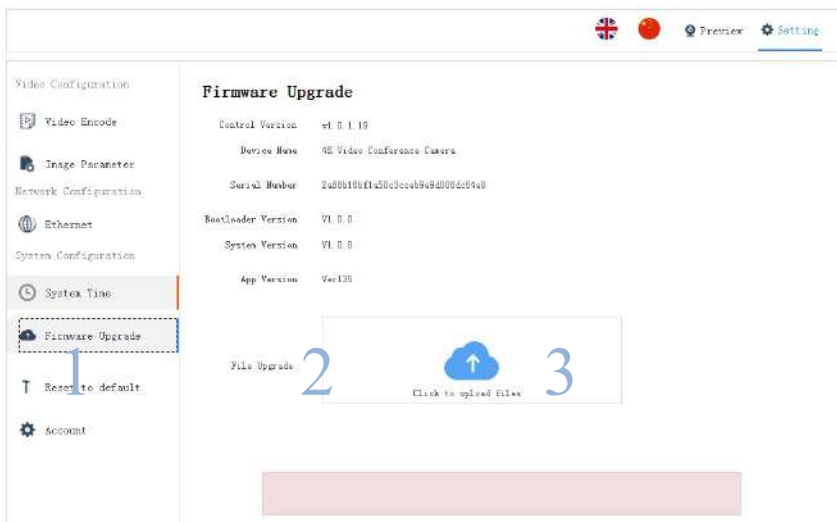 Preview Setting
Video Configuration
Video Encode
Image Parameter
Network Configuration
Ethernet
System Configuration
System Time
Firmware Upgrade
Reset to default
Account
Firmware Upgrade
Control Version v1.0.1.19
Device Name 4K Video Conference Camera
Serial Number
Bootloader Version V1.0.0
System Version V1.0.0
App Version Ver135
File Upgrade
Click to upload files
1
2
3